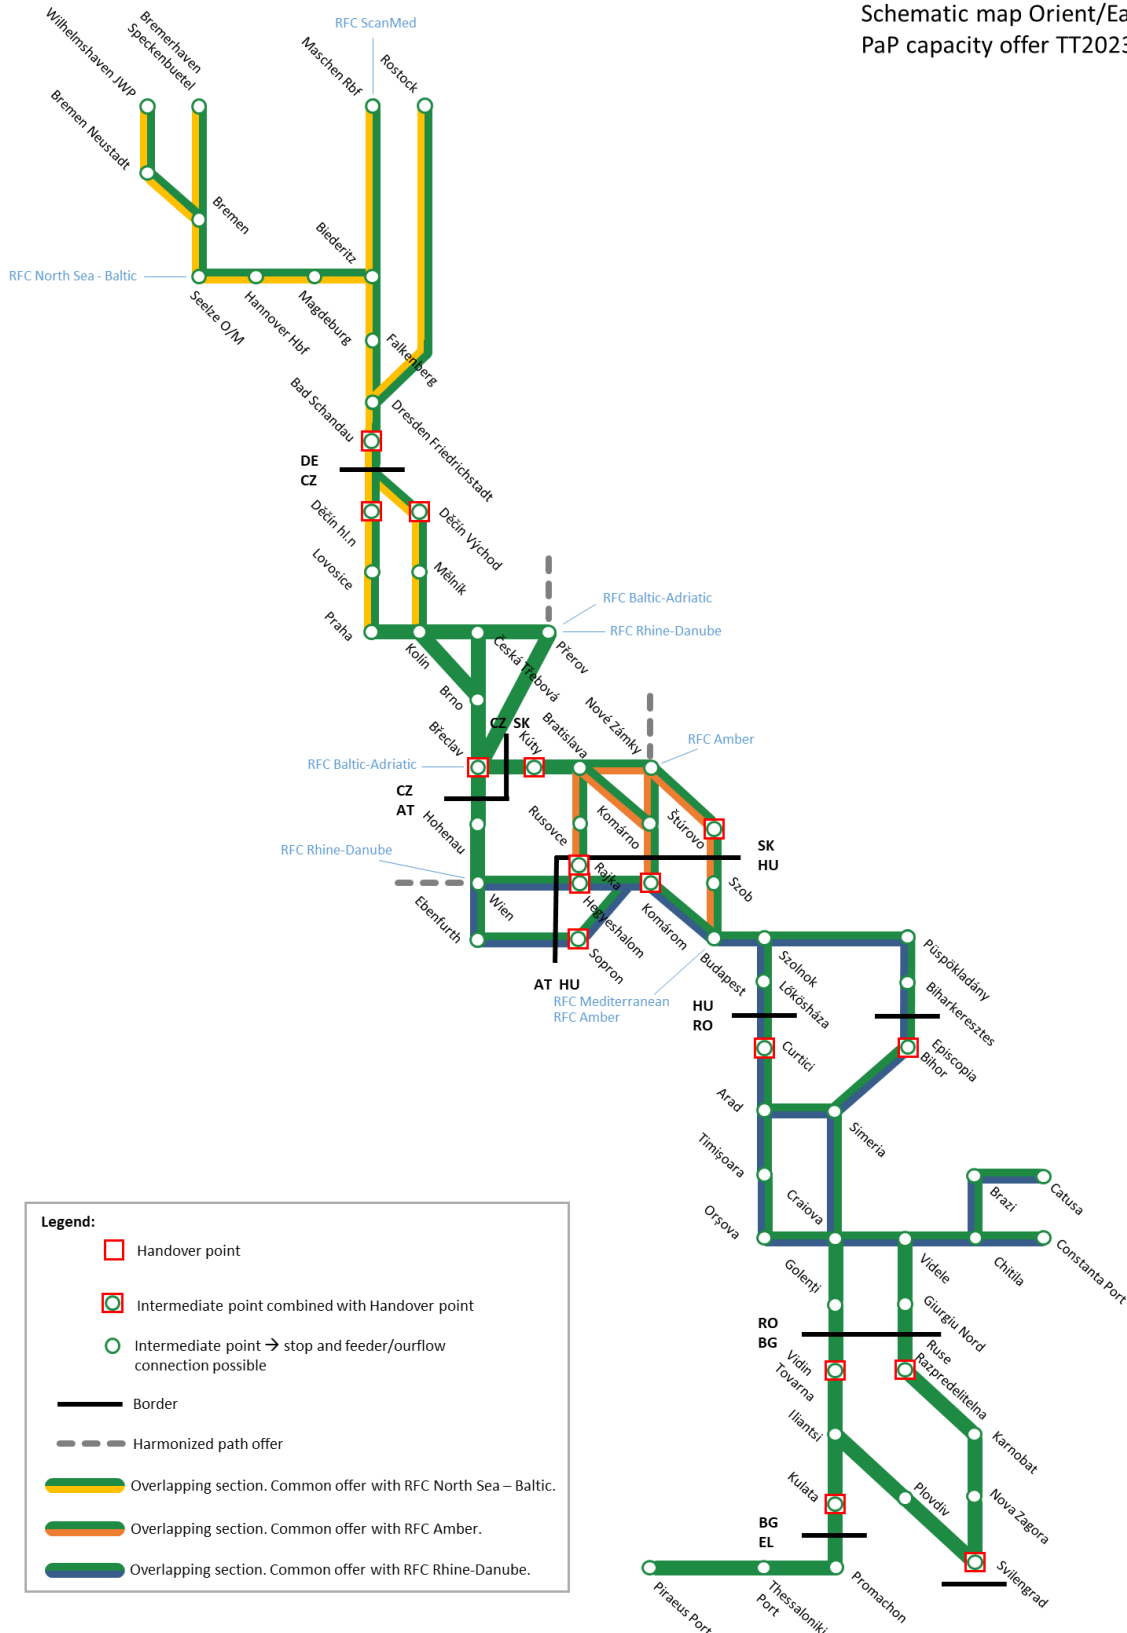 Schematic map Orient/Ea
PaP capacity offer TT2023
RFC ScanMed
Wilhelmshaven JWP
Bremerhaven
Speckenbuetel
Maschen Rbf
Rostock
Bremen Neustadt
Bremen
Biederitz
RFC North Sea - Baltic
Seelze O/M
Hannover Hbf
Magdeburg
Falkenberg
Bad Schandau
Dresden Friedrichstadt
DE
CZ
Děčín hl.n
Děčín Východ
Lovosice
Mělník
RFC Baltic-Adriatic
RFC Rhine-Danube
Praha
Kolín
Česká Třebová
Přerov
Brno
Nové Zámky
Břeclav
CZ SK
Kúty
Bratislava
RFC Amber
RFC Baltic-Adriatic
CZ
AT
Hohenau
Rusovce
Komárno
Štúrovo
SK
HU
RFC Rhine-Danube
Rajka
Szob
Ebenfurth
Wien
Hegyeshalom
Komárom
Sopron
Budapest
Szolnok
Püspökladány
AT HU
RFC Mediterranean
RFC Amber
HU
RO
Lőkösháza
Biharkeresztes
Curtici
Episcopia
Bihor
Arad
Simeria
Timișoara
Craiova
Orșova
Brazi
Catusa
Golenți
Videle
Chitila
Constanta Port
Giurgiu Nord
RO
BG
Vidin
Tovarna
Ruse
Razpredelitelna
Iliantsi
Karnobat
Kulata
Plovdiv
Nova Zagora
BG
EL
Svilengrad
Piraeus Port
Thessaloniki
Port
Promachon
Legend:
Handover point
Intermediate point combined with Handover point
Intermediate point → stop and feeder/ourflow
connection possible
Border
Harmonized path offer
Overlapping section. Common offer with RFC North Sea – Baltic.
Overlapping section. Common offer with RFC Amber.
Overlapping section. Common offer with RFC Rhine-Danube.